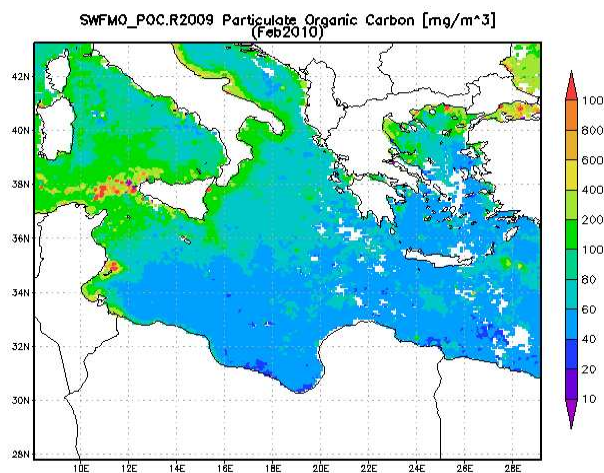 SWFMO_POC.R2009 Particulate Organic Carbon [mg/m^3]
(Feb2010)
42N
40N
38N
36N
34N
32N
30N
28N
10E 12E 14E 16E 18E 20E 22E 24E 26E 28E
100
800
600
400
200
100
80
60
40
30
20
10